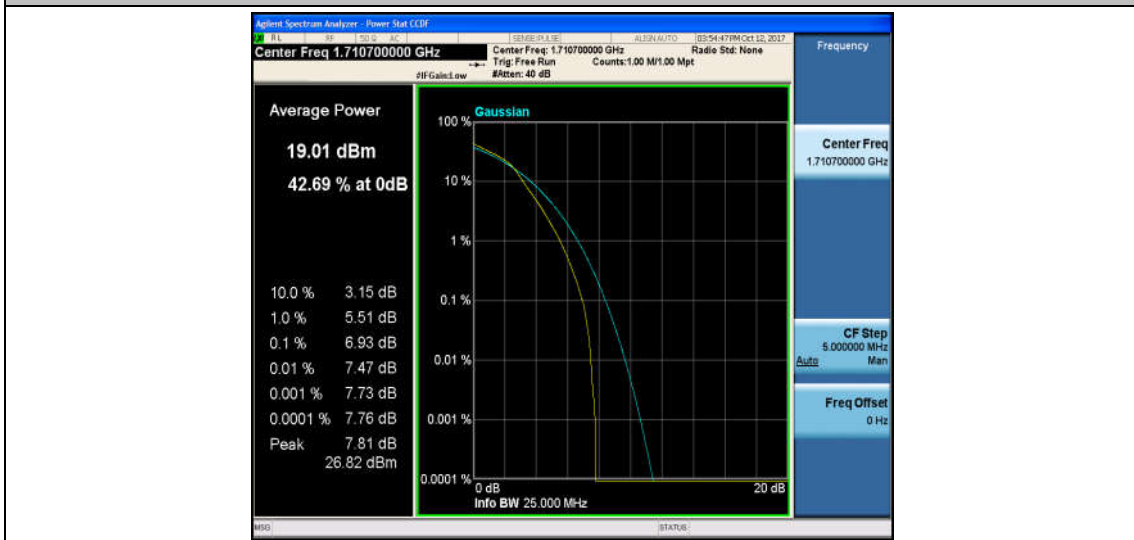 Agilent Spectrum Analyzer - Power Stat CCDF
RL RF 50 Ω AC SENSE:PULSE ALIGN AUTO 03:54:47 PM Oct 12, 2017
Center Freq 1.710700000 GHz
Center Freq: 1.710700000 GHz Radio Std: None
Trig: Free Run Counts:1.00 M/1.00 Mpt
#IFGain:Low #Atten: 40 dB
Frequency
Average Power
19.01 dBm
42.69 % at 0dB
10.0 % 3.15 dB
1.0 % 5.51 dB
0.1 % 6.93 dB
0.01 % 7.47 dB
0.001 % 7.73 dB
0.0001 % 7.76 dB
Peak 7.81 dB
26.82 dBm
Gaussian
100 %
10 %
1 %
0.1 %
0.01 %
0.001 %
0.0001 %
0 dB 20 dB
Info BW 25.000 MHz
Center Freq
1.710700000 GHz
CF Step
5.000000 MHz
Auto Man
Freq Offset
0 Hz
MSG STATUS